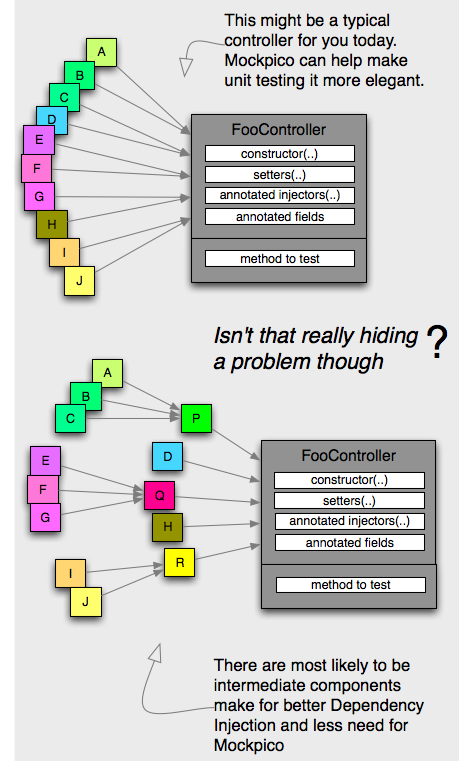 This might be a typical
controller for you today.
Mockpico can help make
unit testing it more elegant.
A
B
C
D
E
F
G
H
I
J
FooController
constructor(..)
setters(..)
annotated injectors(..)
annotated fields
method to test
Isn't that really hiding
a problem though
?
A
B
C
P
D
E
F
G
Q
H
I
J
R
FooController
constructor(..)
setters(..)
annotated injectors(..)
annotated fields
method to test
There are most likely to be
intermediate components
make for better Dependency
Injection and less need for
Mockpico